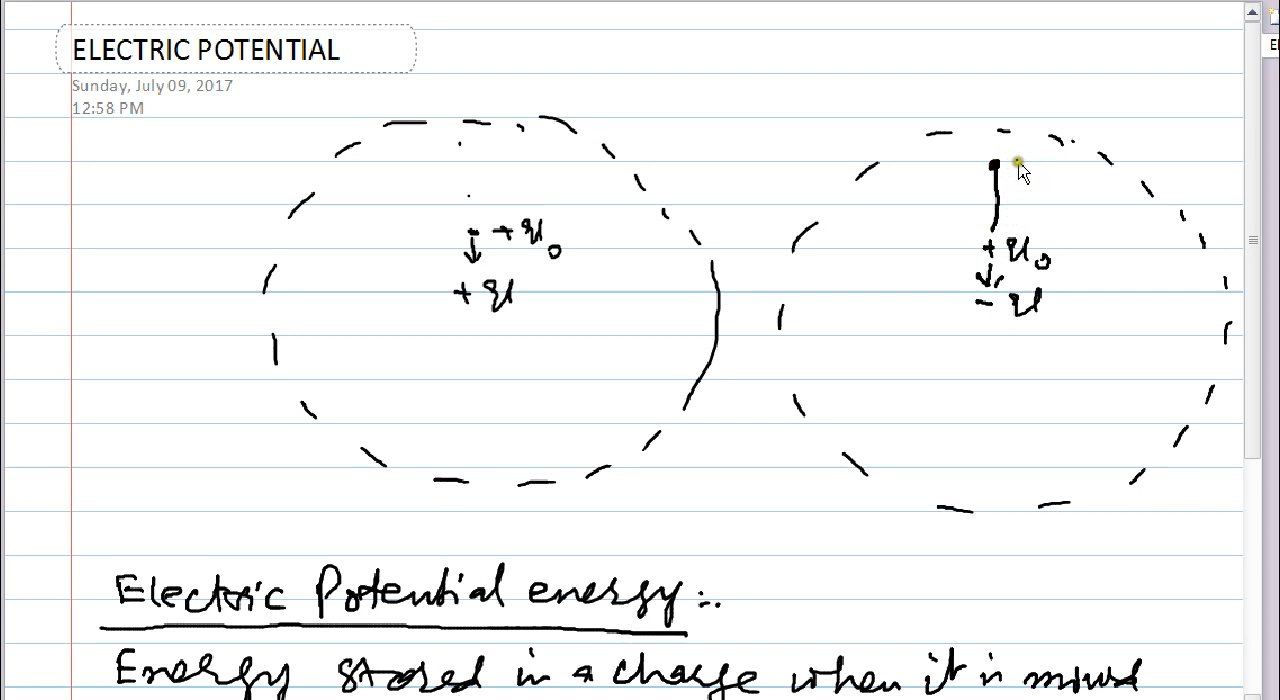 ELECTRIC POTENTIAL
Sunday, July 09, 2017
12:58 PM
+q₀
+q
+q₀
-q
Electric Potential energy:-
Energy stored in a charge when it is moved